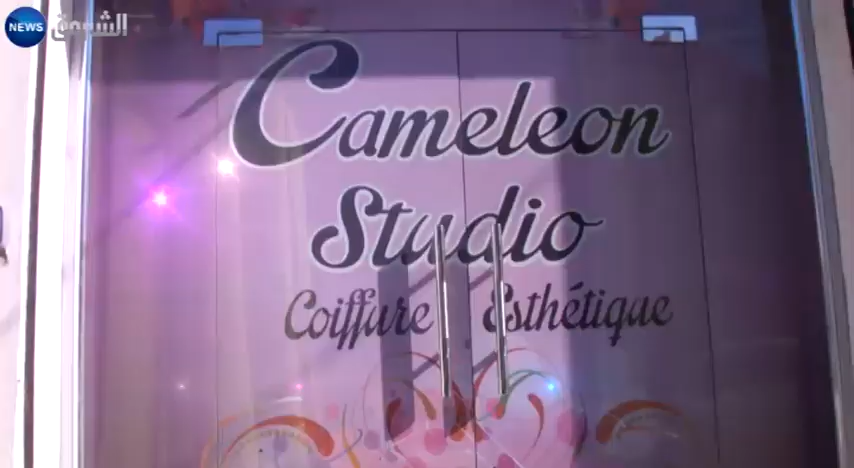 NEWS الشروق
Cameleon
Studio
Coiffure Esthétique